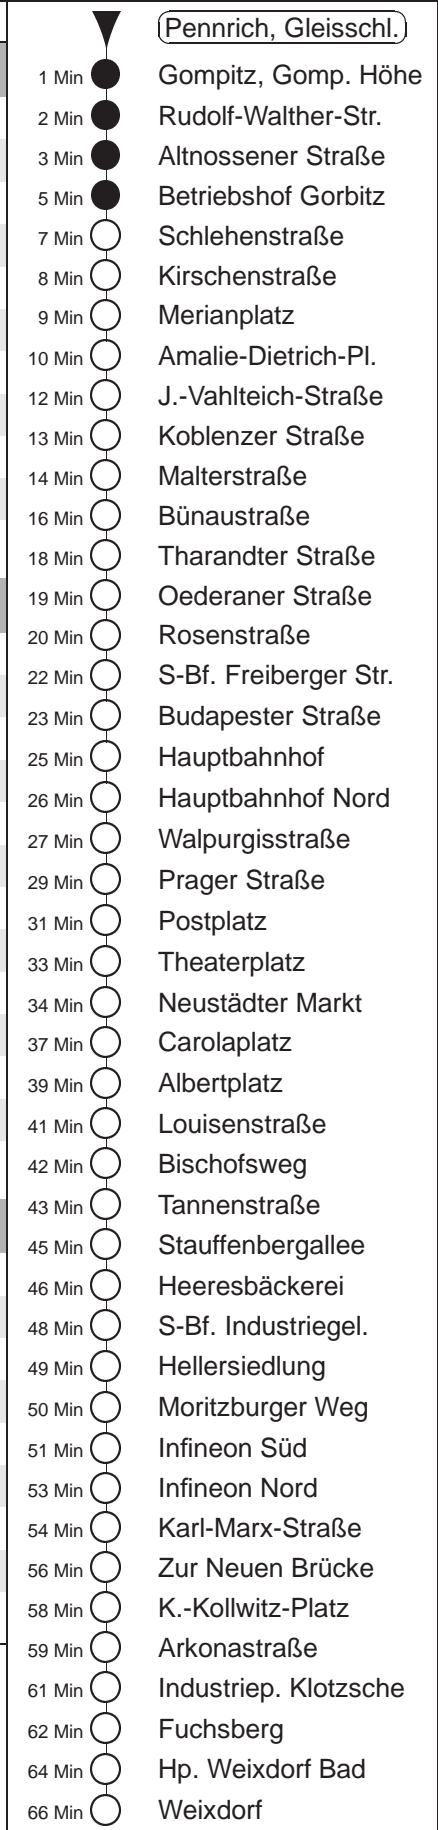 Pennrich, Gleisschl.
1 Min Gompitz, Gomp. Höhe
2 Min Rudolf-Walther-Str.
3 Min Altnossener Straße
5 Min Betriebshof Gorbitz
7 Min Schlehenstraße
8 Min Kirschenstraße
9 Min Merianplatz
10 Min Amalie-Dietrich-Pl.
12 Min J.-Vahlteich-Straße
13 Min Koblenzer Straße
14 Min Malterstraße
16 Min Bünaustraße
18 Min Tharandter Straße
19 Min Oederaner Straße
20 Min Rosenstraße
22 Min S-Bf. Freiberger Str.
23 Min Budapester Straße
25 Min Hauptbahnhof
26 Min Hauptbahnhof Nord
27 Min Walpurgisstraße
29 Min Prager Straße
31 Min Postplatz
33 Min Theaterplatz
34 Min Neustädter Markt
37 Min Carolaplatz
39 Min Albertplatz
41 Min Louisenstraße
42 Min Bischofsweg
43 Min Tannenstraße
45 Min Stauffenbergallee
46 Min Heeresbäckerei
48 Min S-Bf. Industriegel.
49 Min Hellersiedlung
50 Min Moritzburger Weg
51 Min Infineon Süd
53 Min Infineon Nord
54 Min Karl-Marx-Straße
56 Min Zur Neuen Brücke
58 Min K.-Kollwitz-Platz
59 Min Arkonastraße
61 Min Industriep. Klotzsche
62 Min Fuchsberg
64 Min Hp. Weixdorf Bad
66 Min Weixdorf